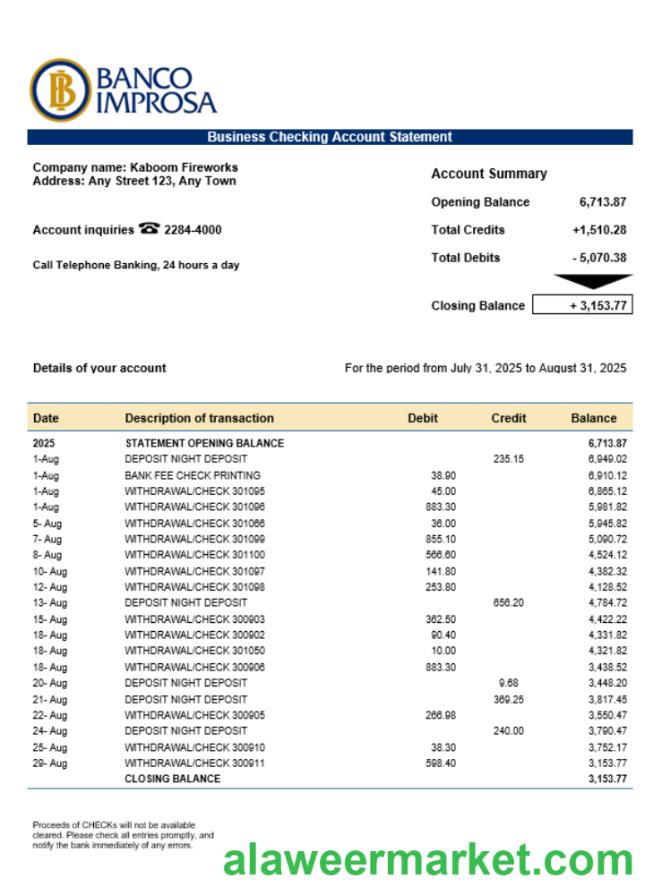 BANCO
IMPROSA
Business Checking Account Statement
Company name: Kaboom Fireworks
Address: Any Street 123, Any Town
Account inquiries ☎ 2284-4000
Call Telephone Banking, 24 hours a day
Account Summary
Opening Balance 6,713.87
Total Credits +1,510.28
Total Debits - 5,070.38
Closing Balance + 3,153.77
Details of your account For the period from July 31, 2025 to August 31, 2025
Date Description of transaction Debit Credit Balance
2025 STATEMENT OPENING BALANCE 6,713.87
1-Aug DEPOSIT NIGHT DEPOSIT 235.15 6,949.02
1-Aug BANK FEE CHECK PRINTING 38.90 6,910.12
1-Aug WITHDRAWAL/CHECK 301095 45.00 6,865.12
1-Aug WITHDRAWAL/CHECK 301096 883.30 5,981.82
5- Aug WITHDRAWAL/CHECK 301066 36.00 5,945.82
7- Aug WITHDRAWAL/CHECK 301099 855.10 5,090.72
8- Aug WITHDRAWAL/CHECK 301100 566.60 4,524.12
10- Aug WITHDRAWAL/CHECK 301097 141.80 4,382.32
12- Aug WITHDRAWAL/CHECK 301098 253.80 4,128.52
13- Aug DEPOSIT NIGHT DEPOSIT 656.20 4,784.72
15- Aug WITHDRAWAL/CHECK 300903 362.50 4,422.22
18- Aug WITHDRAWAL/CHECK 300902 90.40 4,331.82
18- Aug WITHDRAWAL/CHECK 301050 10.00 4,321.82
18- Aug WITHDRAWAL/CHECK 300906 883.30 3,438.52
20- Aug DEPOSIT NIGHT DEPOSIT 9.68 3,448.20
21- Aug DEPOSIT NIGHT DEPOSIT 369.25 3,817.45
22- Aug WITHDRAWAL/CHECK 300905 266.98 3,550.47
24- Aug DEPOSIT NIGHT DEPOSIT 240.00 3,790.47
25- Aug WITHDRAWAL/CHECK 300910 38.30 3,752.17
29- Aug WITHDRAWAL/CHECK 300911 598.40 3,153.77
CLOSING BALANCE 3,153.77
Proceeds of CHECKs will not be available
cleared. Please check all entries promptly, and
notify the bank immediately of any errors.
alaweermarket.com